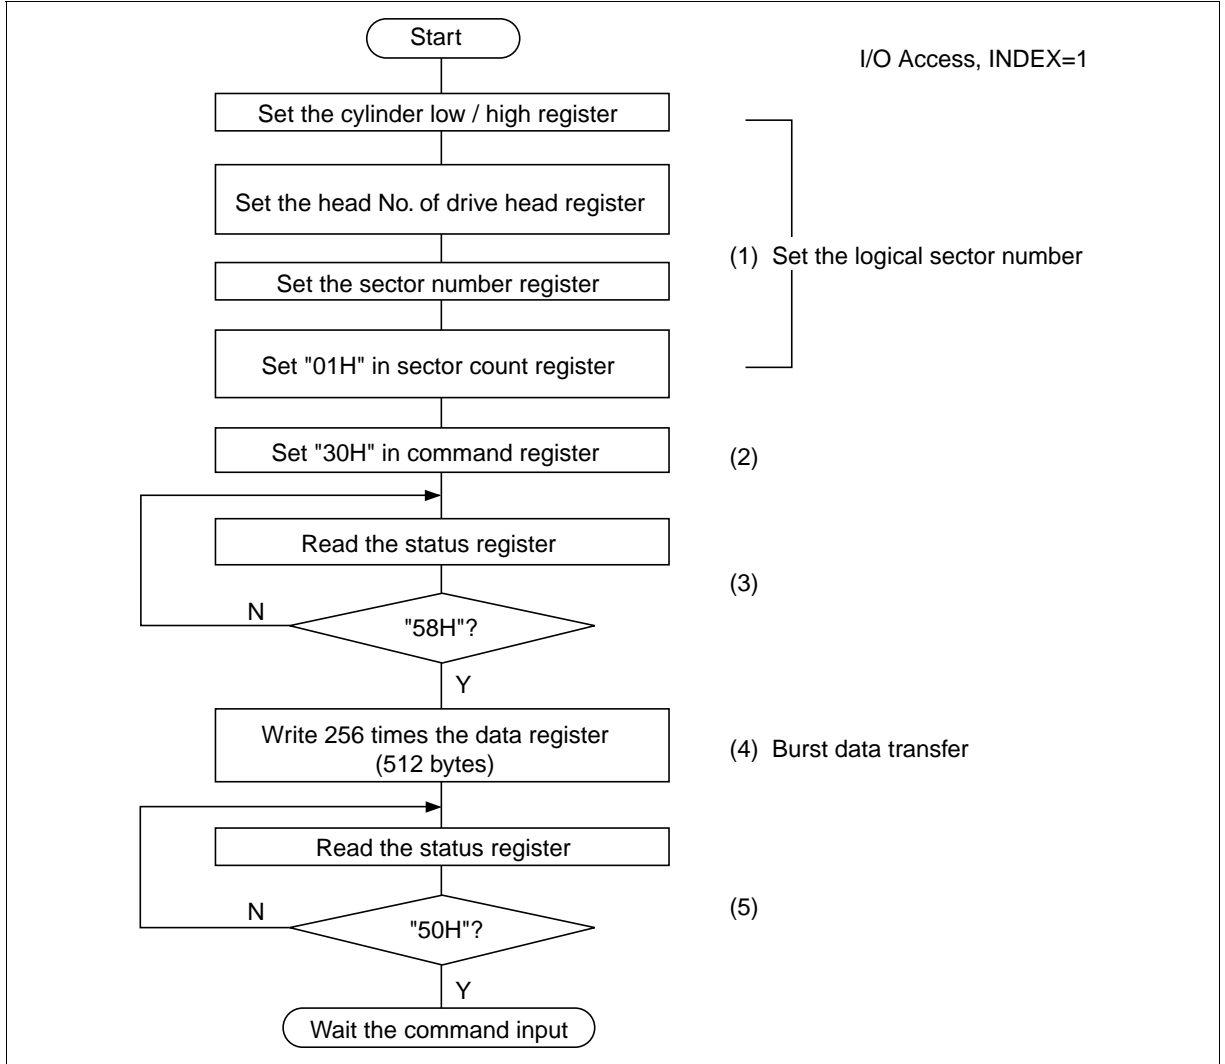 Start
I/O Access, INDEX=1
Set the cylinder low / high register
Set the head No. of drive head register
(1) Set the logical sector number
Set the sector number register
Set "01H" in sector count register
Set "30H" in command register
(2)
Read the status register
(3)
N
"58H"?
Y
Write 256 times the data register
(512 bytes)
(4) Burst data transfer
Read the status register
(5)
N
"50H"?
Y
Wait the command input